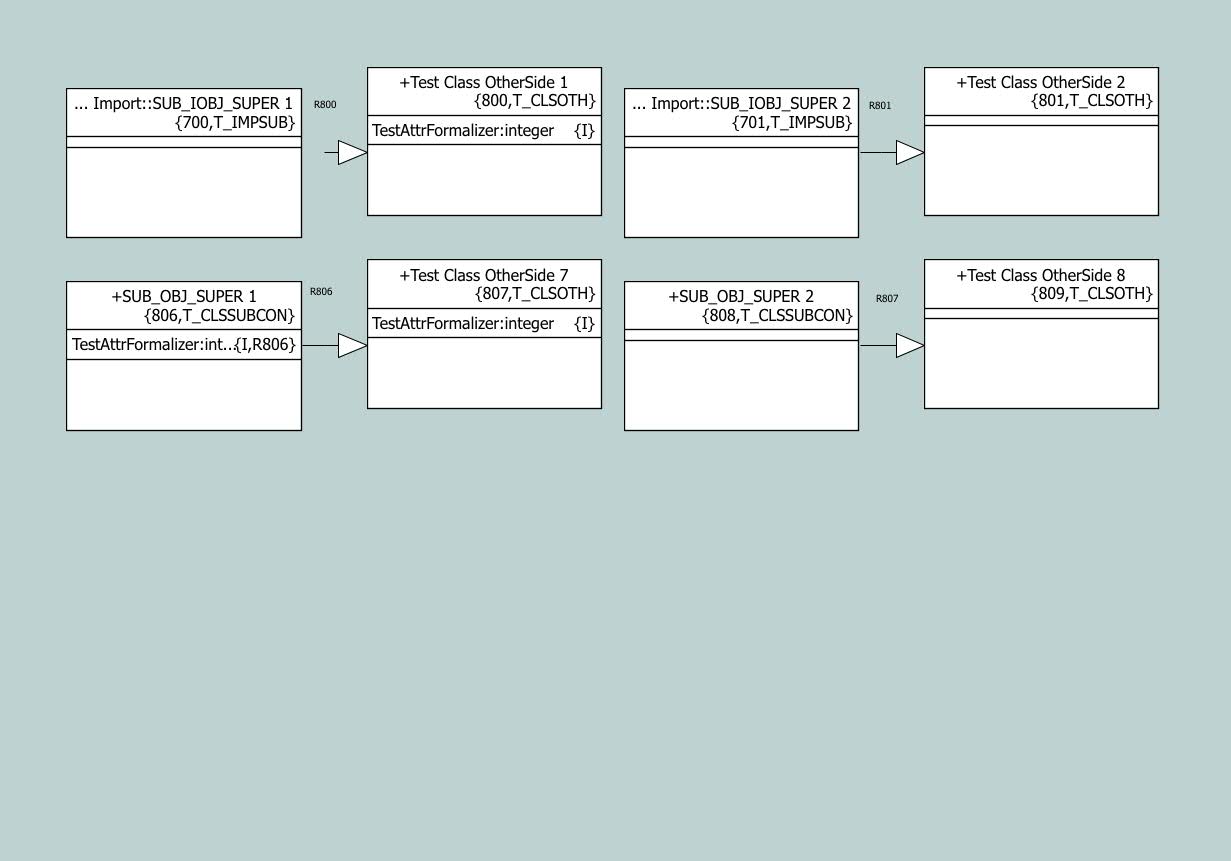 ... Import::SUB_IOBJ_SUPER 1
{700,T_IMPSUB}
R800
+Test Class OtherSide 1
{800,T_CLSOTH}
TestAttrFormalizer:integer {I}
... Import::SUB_IOBJ_SUPER 2
{701,T_IMPSUB}
R801
+Test Class OtherSide 2
{801,T_CLSOTH}
+SUB_OBJ_SUPER 1
{806,T_CLSSUBCON}
TestAttrFormalizer:int...{I,R806}
R806
+Test Class OtherSide 7
{807,T_CLSOTH}
TestAttrFormalizer:integer {I}
+SUB_OBJ_SUPER 2
{808,T_CLSSUBCON}
R807
+Test Class OtherSide 8
{809,T_CLSOTH}